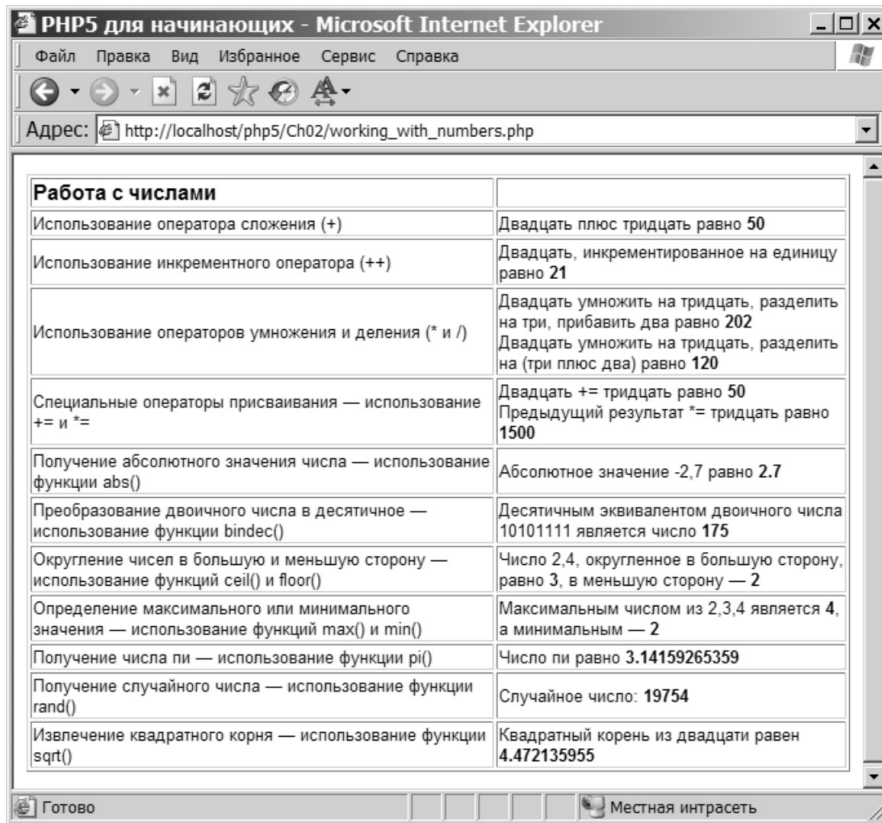 PHP5 для начинающих - Microsoft Internet Explorer
Файл Правка Вид Избранное Сервис Справка
Адрес: http://localhost/php5/Ch02/working_with_numbers.php
Работа с числами
Использование оператора сложения (+)
Двадцать плюс тридцать равно 50
Использование инкрементного оператора (++)
Двадцать, инкрементированное на единицу
равно 21
Использование операторов умножения и деления (* и /)
Двадцать умножить на тридцать, разделить
на три, прибавить два равно 202
Двадцать умножить на тридцать, разделить
на (три плюс два) равно 120
Специальные операторы присваивания — использование
+= и *=
Двадцать += тридцать равно 50
Предыдущий результат *= тридцать равно
1500
Получение абсолютного значения числа — использование
функции abs()
Абсолютное значение -2,7 равно 2.7
Преобразование двоичного числа в десятичное —
использование функции bindec()
Десятичным эквивалентом двоичного числа
10101111 является число 175
Округление чисел в большую и меньшую сторону —
использование функций ceil() и floor()
Число 2,4, округленное в большую сторону,
равно 3, в меньшую сторону — 2
Определение максимального или минимального
значения — использование функций max() и min()
Максимальным числом из 2,3,4 является 4,
а минимальным — 2
Получение числа пи — использование функции pi()
Число пи равно 3.14159265359
Получение случайного числа — использование функции
rand()
Случайное число: 19754
Извлечение квадратного корня — использование функции
sqrt()
Квадратный корень из двадцати равен
4.472135955
Готово
Местная интрасеть